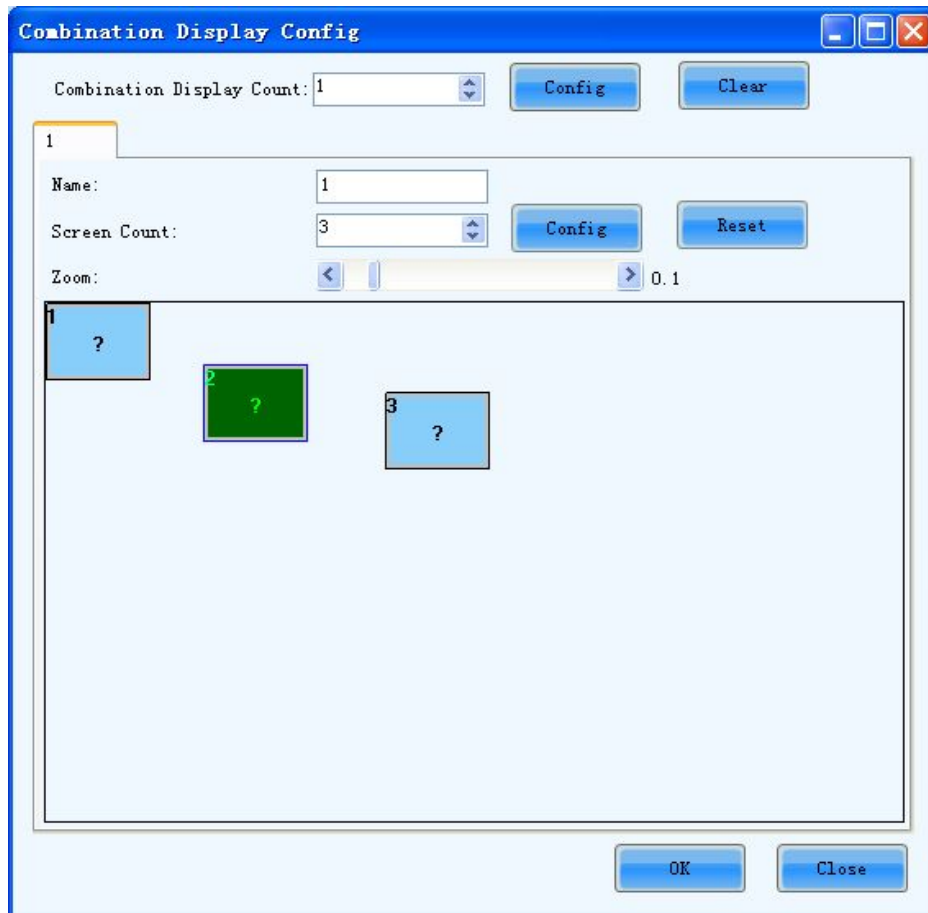 Combination Display Config
Combination Display Count: 1 Config Clear
1
Name: 1
Screen Count: 3 Config Reset
Zoom: 0.1
1
?
2
?
3
?
OK Close